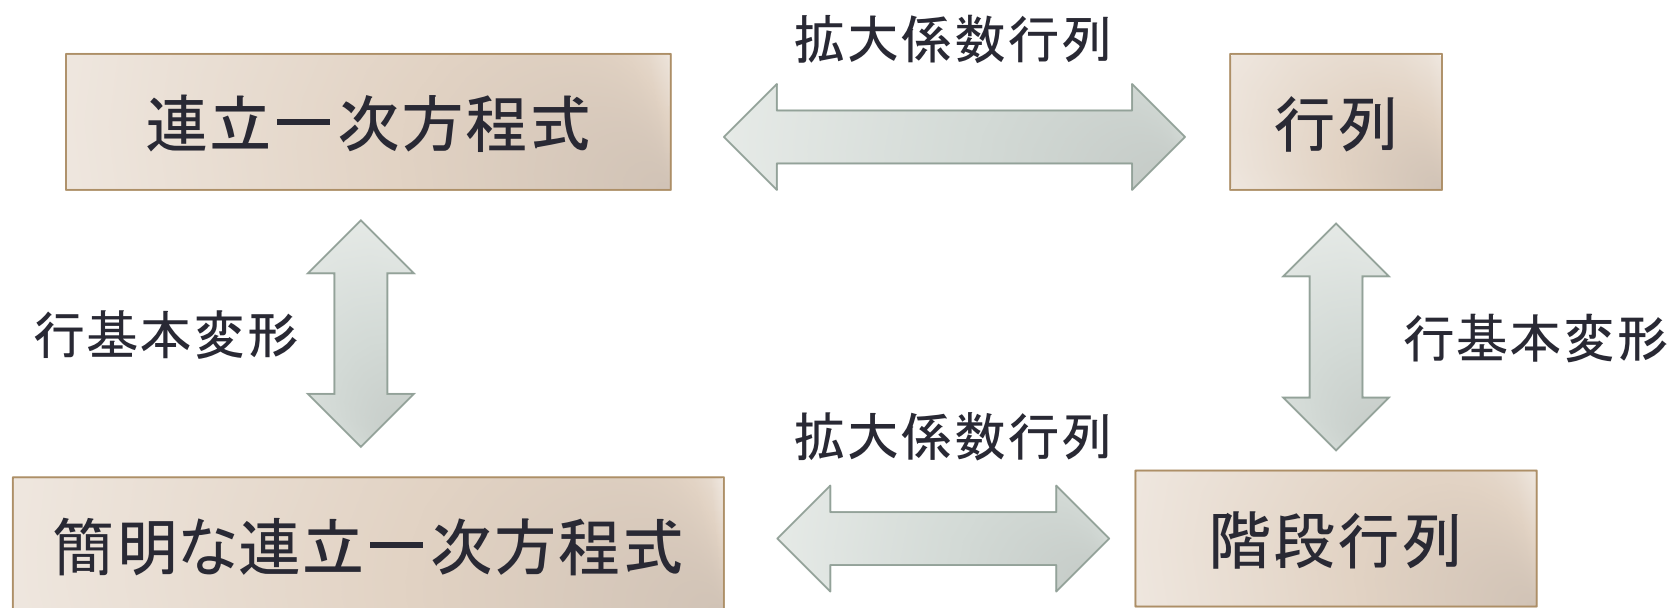 拡大係数行列
連立一次方程式
行列
行基本変形
行基本変形
拡大係数行列
簡明な連立一次方程式
階段行列